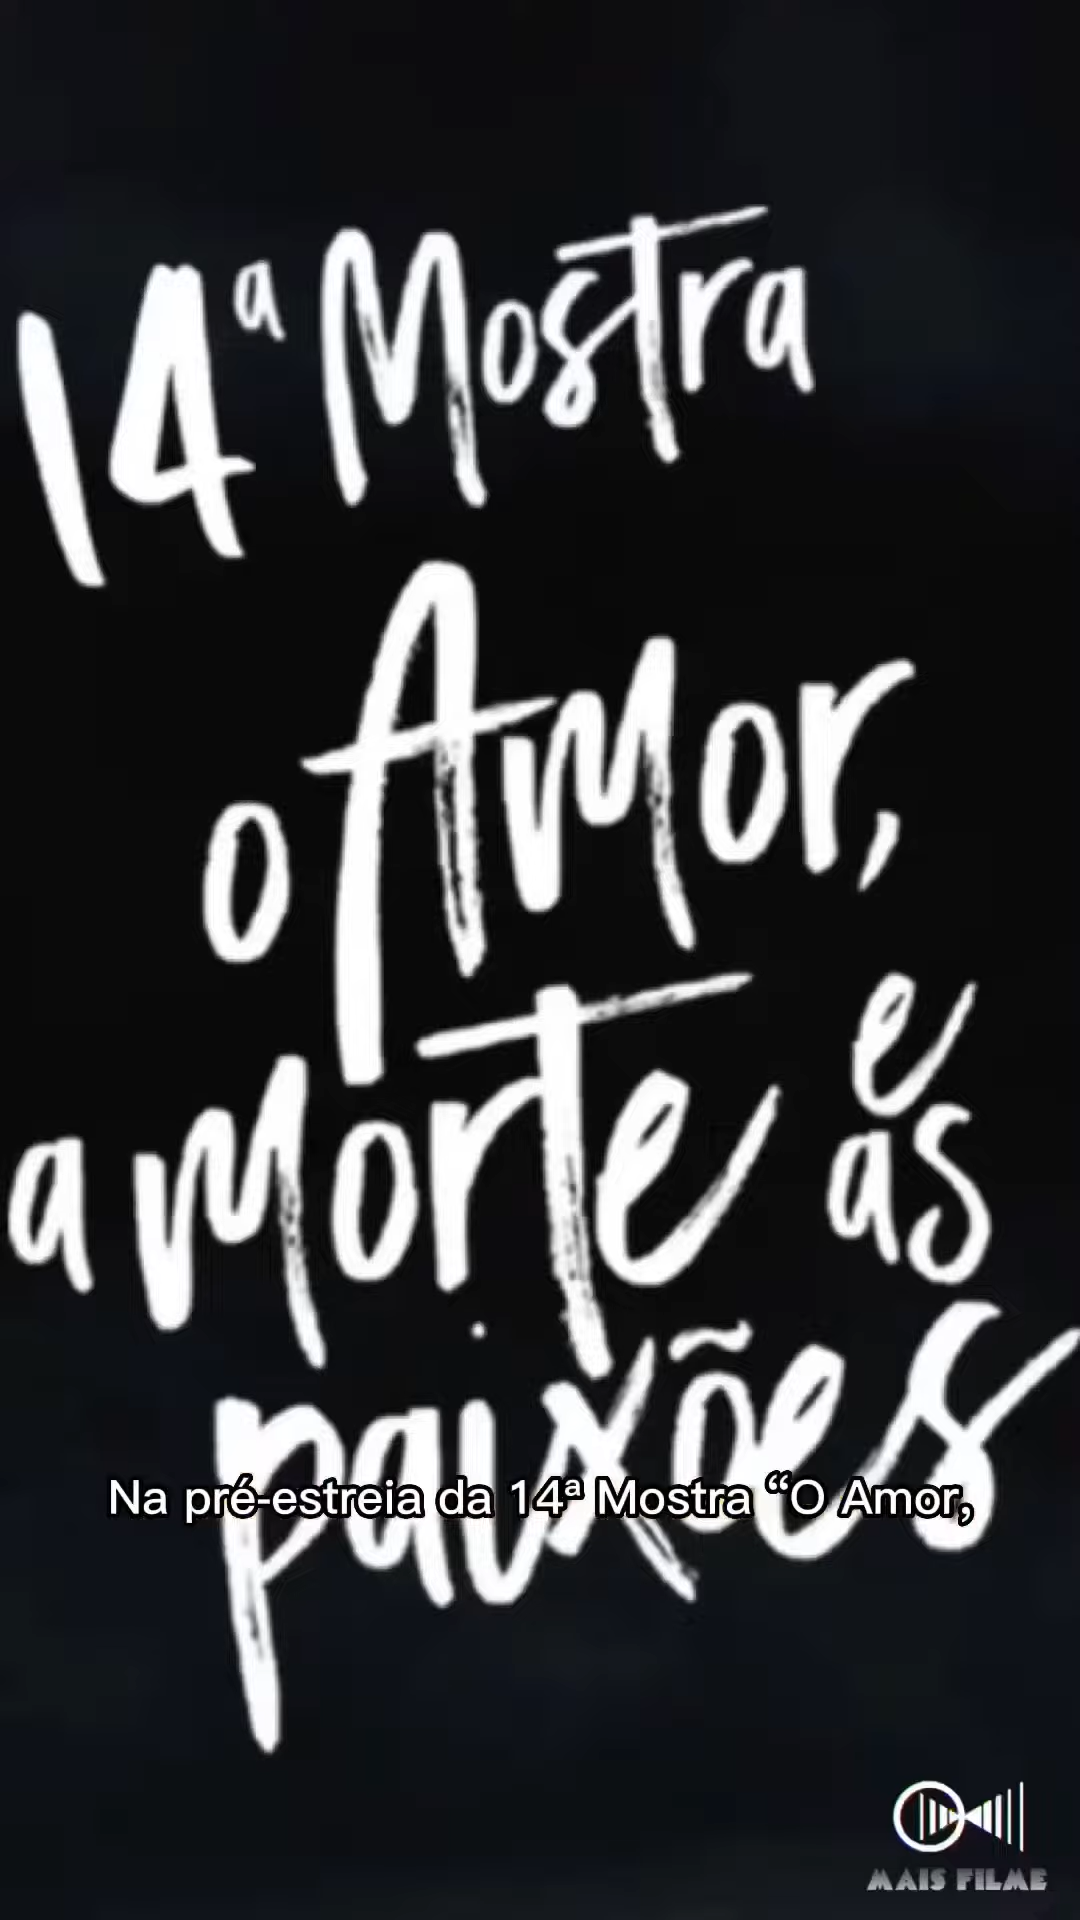 14ª Mostra
o Amor,
a morte e
as
paixões
Na pré-estreia da 14ª Mostra “O Amor,
MAIS FILME